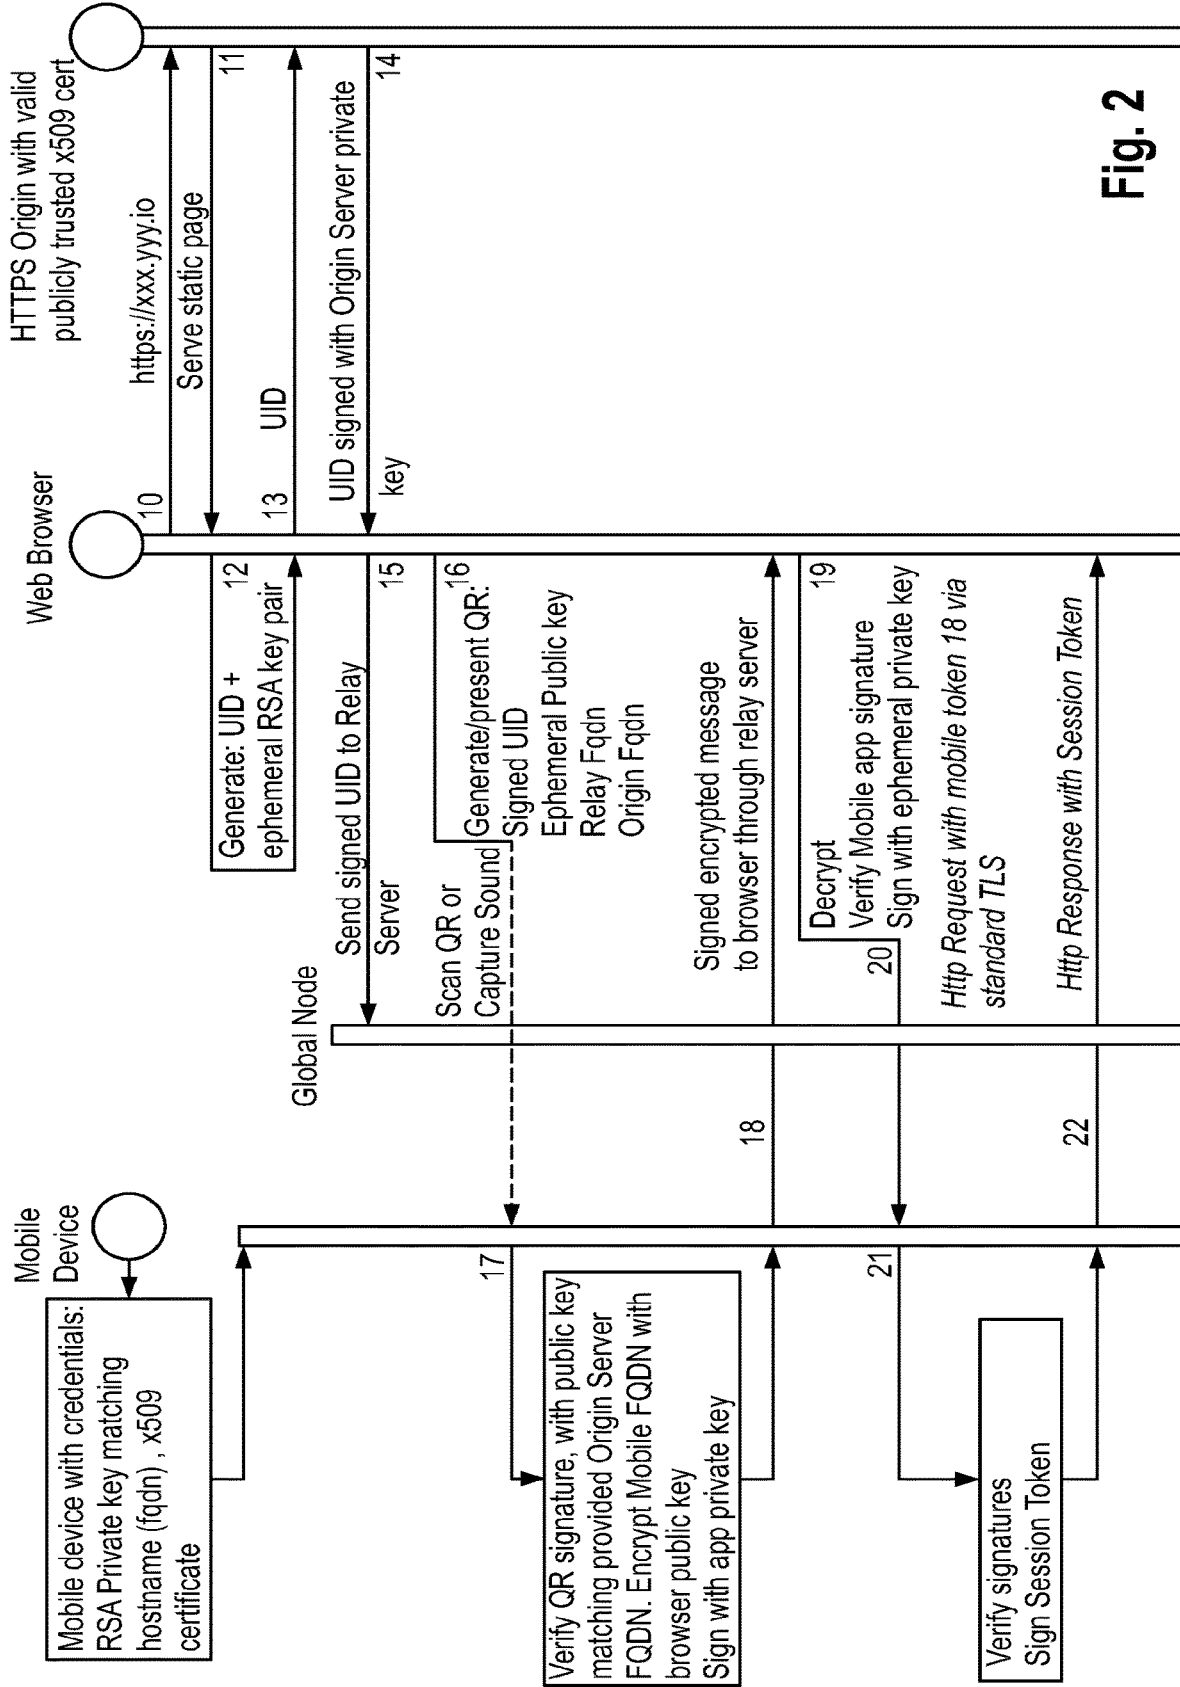 Mobile
Device
Global Node
Web Browser
HTTPS Origin with valid
publicly trusted x509 cert
Mobile device with credentials:
RSA Private key matching
hostname (fqdn) , x509
certificate
10
https://xxx.yyy.io
Serve static page
11
12
Generate: UID +
ephemeral RSA key pair
13
UID
UID signed with Origin Server private
key
14
15
Send signed UID to Relay
Server
16
Generate/present QR:
Signed UID
Ephemeral Public key
Relay Fqdn
Origin Fqdn
Scan QR or
Capture Sound
17
Verify QR signature, with public key
matching provided Origin Server
FQDN. Encrypt Mobile FQDN with
browser public key
Sign with app private key
18
Signed encrypted message
to browser through relay server
19
Decrypt
Verify Mobile app signature
Sign with ephemeral private key
20
Http Request with mobile token 18 via
standard TLS
21
Verify signatures
Sign Session Token
22
Http Response with Session Token
Fig. 2